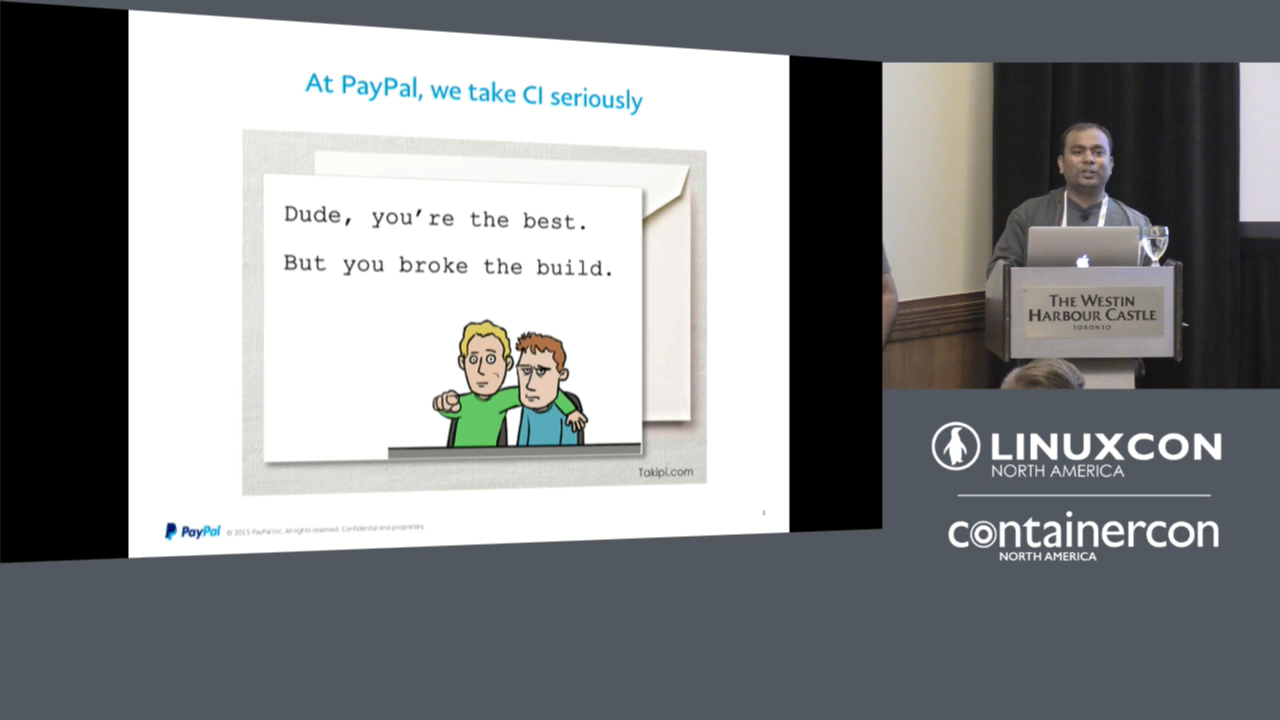 At PayPal, we take CI seriously
Dude, you’re the best.
But you broke the build.
Takipi.com
PayPal © 2015 PayPal Inc. All rights reserved. Confidential and proprietary.
THE WESTIN
HARBOUR CASTLE
TORONTO
LINUXCON
NORTH AMERICA
containercon
NORTH AMERICA